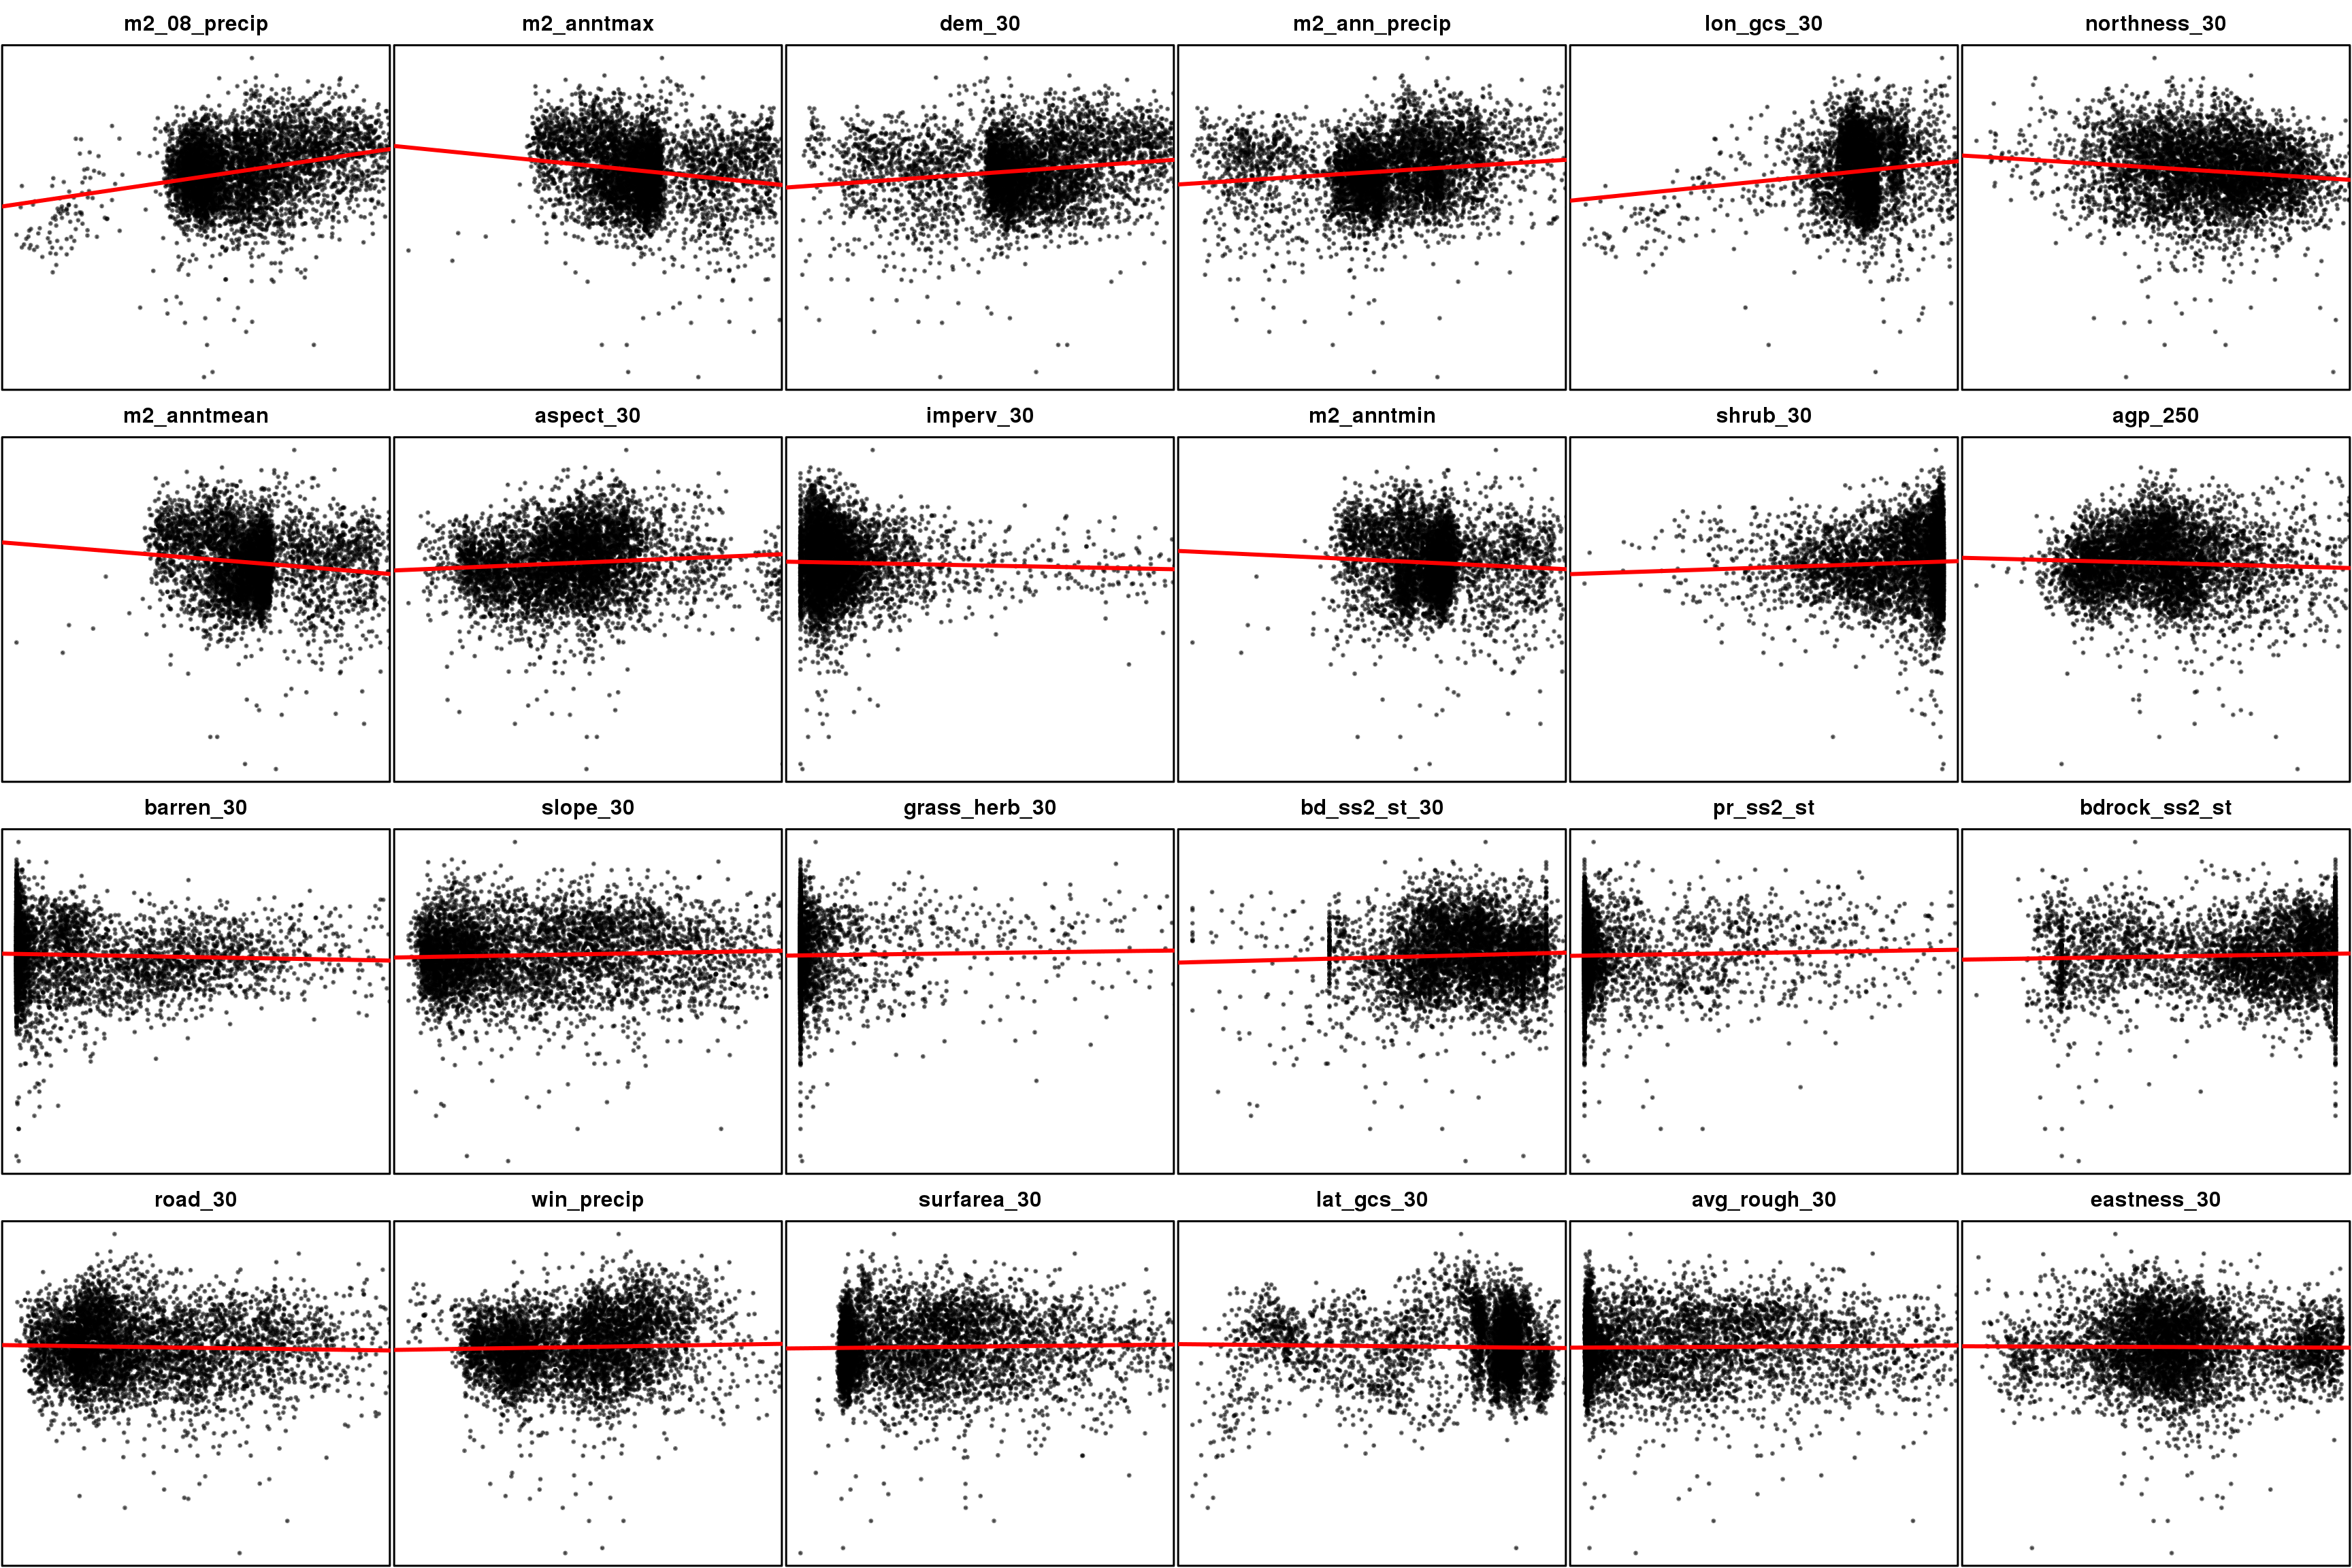 m2_08_precip m2_anntmax dem_30 m2_ann_precip lon_gcs_30 northness_30
m2_anntmean aspect_30 imperv_30 m2_anntmin shrub_30 agp_250
barren_30 slope_30 grass_herb_30 bd_ss2_st_30 pr_ss2_st bdrock_ss2_st
road_30 win_precip surfarea_30 lat_gcs_30 avg_rough_30 eastness_30